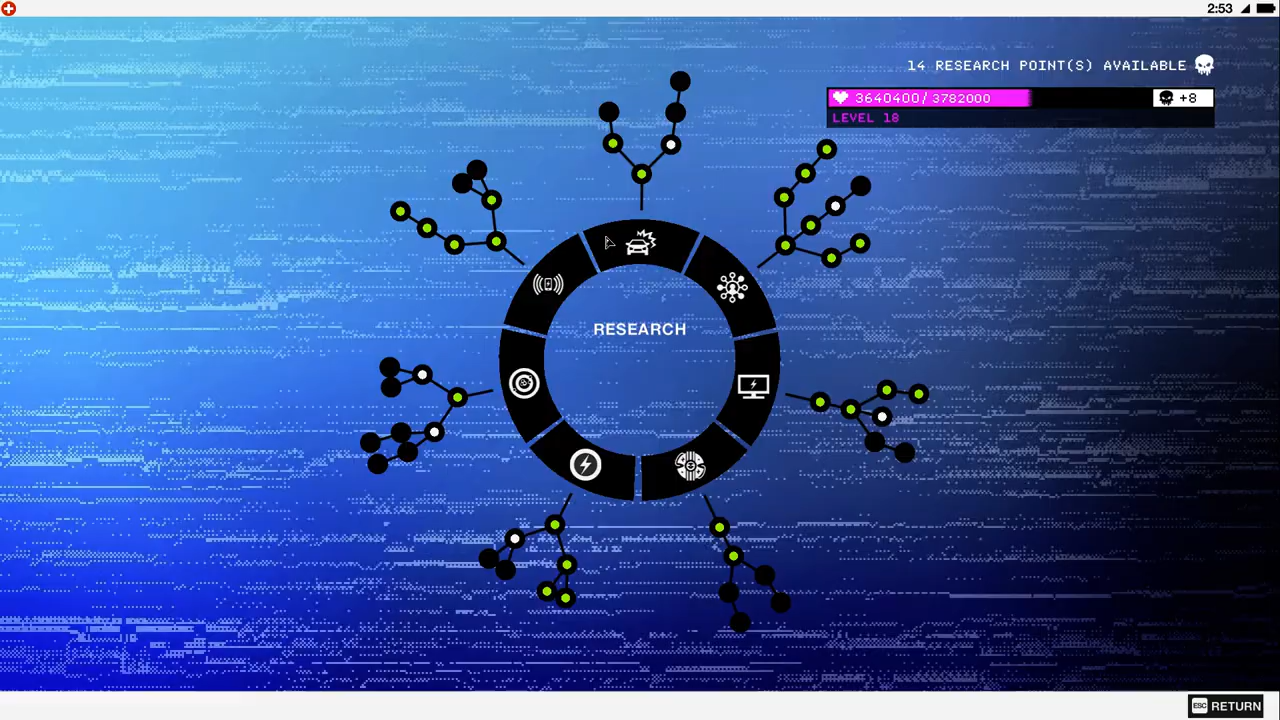 2:53
14 RESEARCH POINT(S) AVAILABLE
3640400/3782000
+8
LEVEL 18
RESEARCH
ESC RETURN